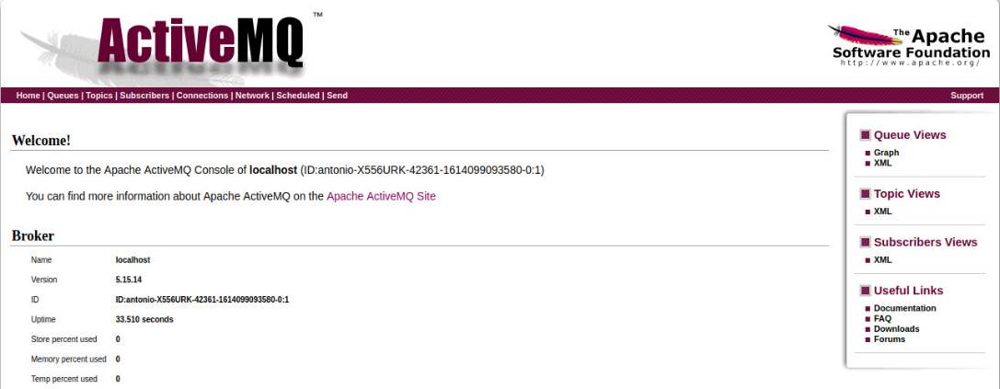 ActiveMQ™
The Apache
Software Foundation
http://www.apache.org/
Home | Queues | Topics | Subscribers | Connections | Network | Scheduled | Send
Support
Welcome!
Welcome to the Apache ActiveMQ Console of localhost (ID:antonio-X556URK-42361-1614099093580-0:1)
You can find more information about Apache ActiveMQ on the Apache ActiveMQ Site
Broker
Name localhost
Version 5.15.14
ID ID:antonio-X556URK-42361-1614099093580-0:1
Uptime 33.510 seconds
Store percent used 0
Memory percent used 0
Temp percent used 0
Queue Views
Graph
XML
Topic Views
XML
Subscribers Views
XML
Useful Links
Documentation
FAQ
Downloads
Forums